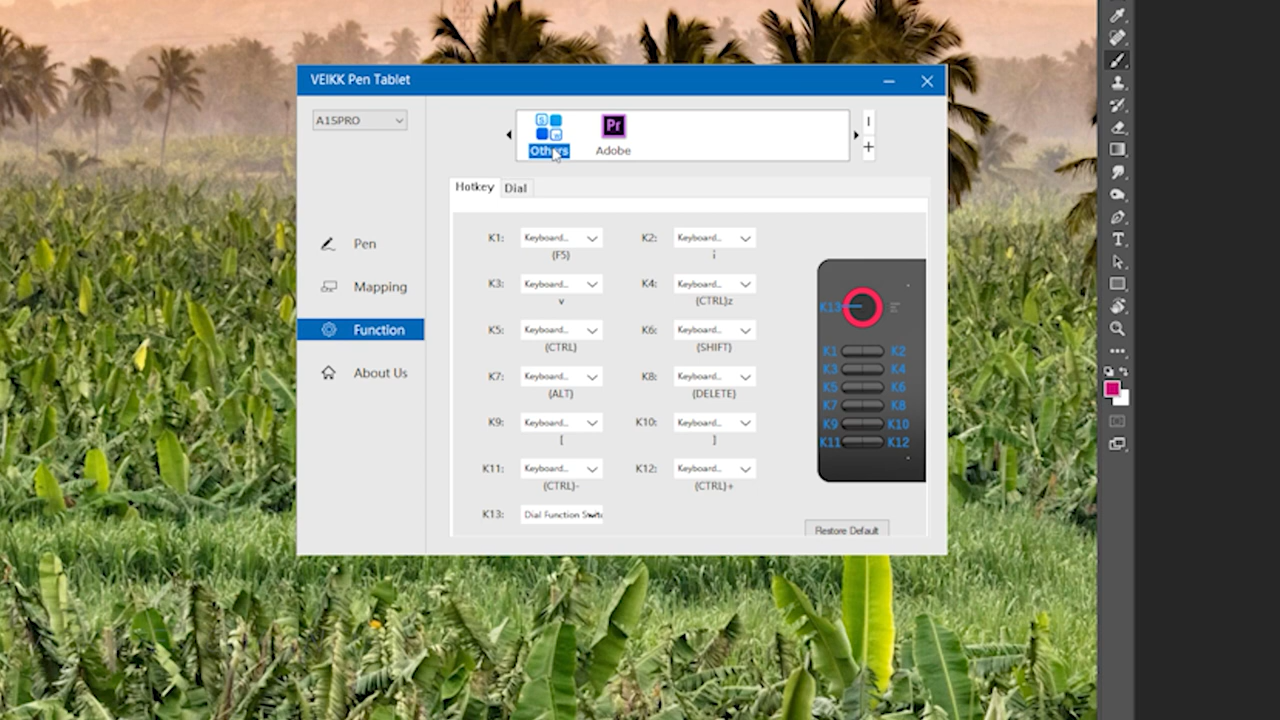 VEIKK Pen Tablet
A15PRO
Pr
Others
Adobe
Hotkey
Dial
K1: Keyboard... K2: Keyboard...
(F5) i
K3: Keyboard... K4: Keyboard...
v (CTRL)z
K5: Keyboard... K6: Keyboard...
(CTRL) (SHIFT)
K7: Keyboard... K8: Keyboard...
(ALT) (DELETE)
K9: Keyboard... K10: Keyboard...
[ ]
K11: Keyboard... K12: Keyboard...
(CTRL)- (CTRL)+
K13: Dial Function
Pen
Mapping
Function
About Us
K13
K1 K2
K3 K4
K5 K6
K7 K8
K9 K10
K11 K12
Restore Default
T